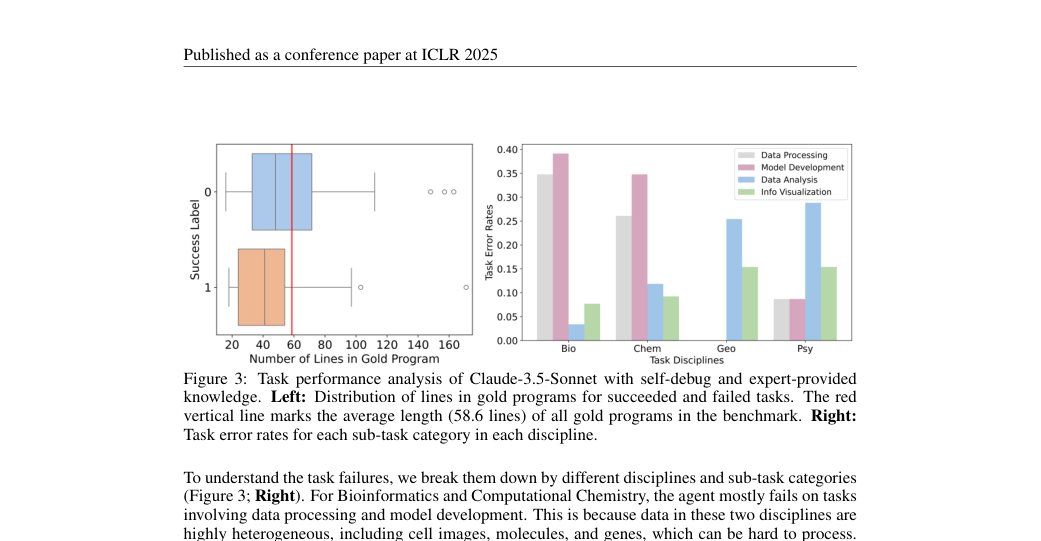 Published as a conference paper at ICLR 2025
Success Label
0
1
20 40 60 80 100 120 140 160
Number of Lines in Gold Program
Task Error Rates
0.40
0.35
0.30
0.25
0.20
0.15
0.10
0.05
0.00
Data Processing
Model Development
Data Analysis
Info Visualization
Bio Chem Geo Psy
Task Disciplines
Figure 3: Task performance analysis of Claude-3.5-Sonnet with self-debug and expert-provided
knowledge. Left: Distribution of lines in gold programs for succeeded and failed tasks. The red
vertical line marks the average length (58.6 lines) of all gold programs in the benchmark. Right:
Task error rates for each sub-task category in each discipline.
To understand the task failures, we break them down by different disciplines and sub-task categories
(Figure 3; Right). For Bioinformatics and Computational Chemistry, the agent mostly fails on tasks
involving data processing and model development. This is because data in these two disciplines are
highly heterogeneous, including cell images, molecules, and genes, which can be hard to process.